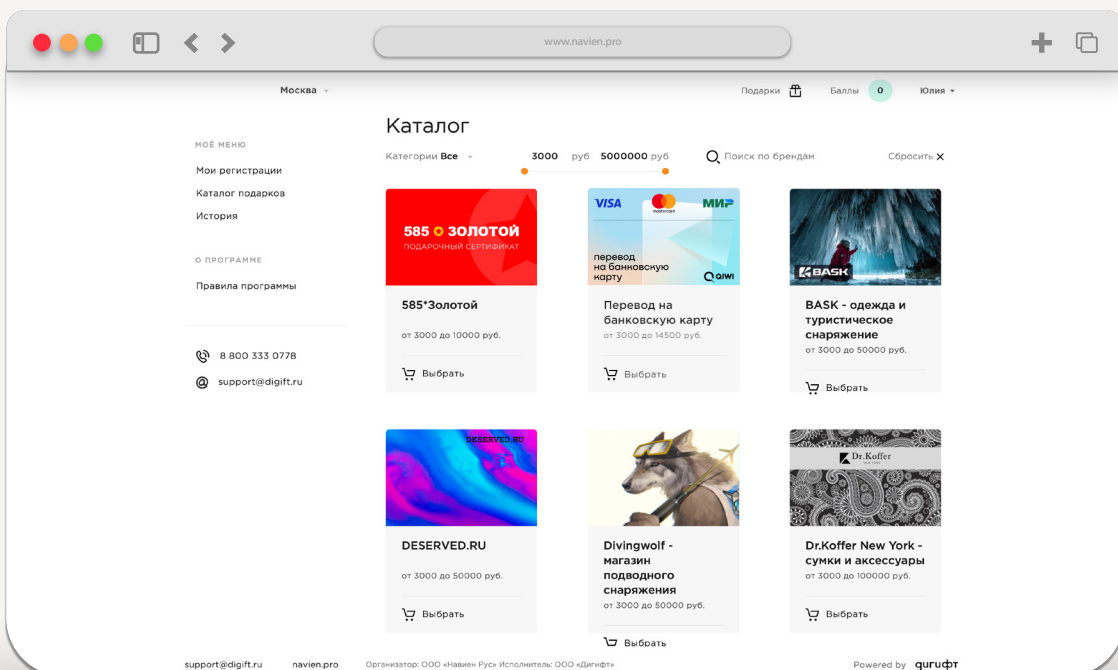 www.navien.pro
Москва
Подарки
Баллы 0
Юлия
Каталог
МОЁ МЕНЮ
Категории Все
3000 руб 5000000 руб
Поиск по брендам
Сбросить
Мои регистрации
Каталог подарков
История
О ПРОГРАММЕ
Правила программы
8 800 333 0778
support@digift.ru
585 ЗОЛОТОЙ
ПОДАРОЧНЫЙ СЕРТИФИКАТ
585*Золотой
от 3000 до 10000 руб.
Выбрать
VISA
mastercard
МИР
перевод
на банковскую
карту
QIWI
Перевод на
банковскую карту
от 3000 до 14500 руб.
Выбрать
BASK
BASK - одежда и
туристическое
снаряжение
от 3000 до 50000 руб.
Выбрать
DESERVED.RU
DESERVED.RU
от 3000 до 50000 руб.
Выбрать
Divingwolf -
магазин
подводного
снаряжения
от 3000 до 50000 руб.
Выбрать
Dr.Koffer
NEW YORK
Dr.Koffer New York -
сумки и аксессуары
от 3000 до 100000 руб.
Выбрать
support@digift.ru
navien.pro
Организатор: ООО «Навиен Рус» Исполнитель: ООО «Дигифт»
Powered by дигифт